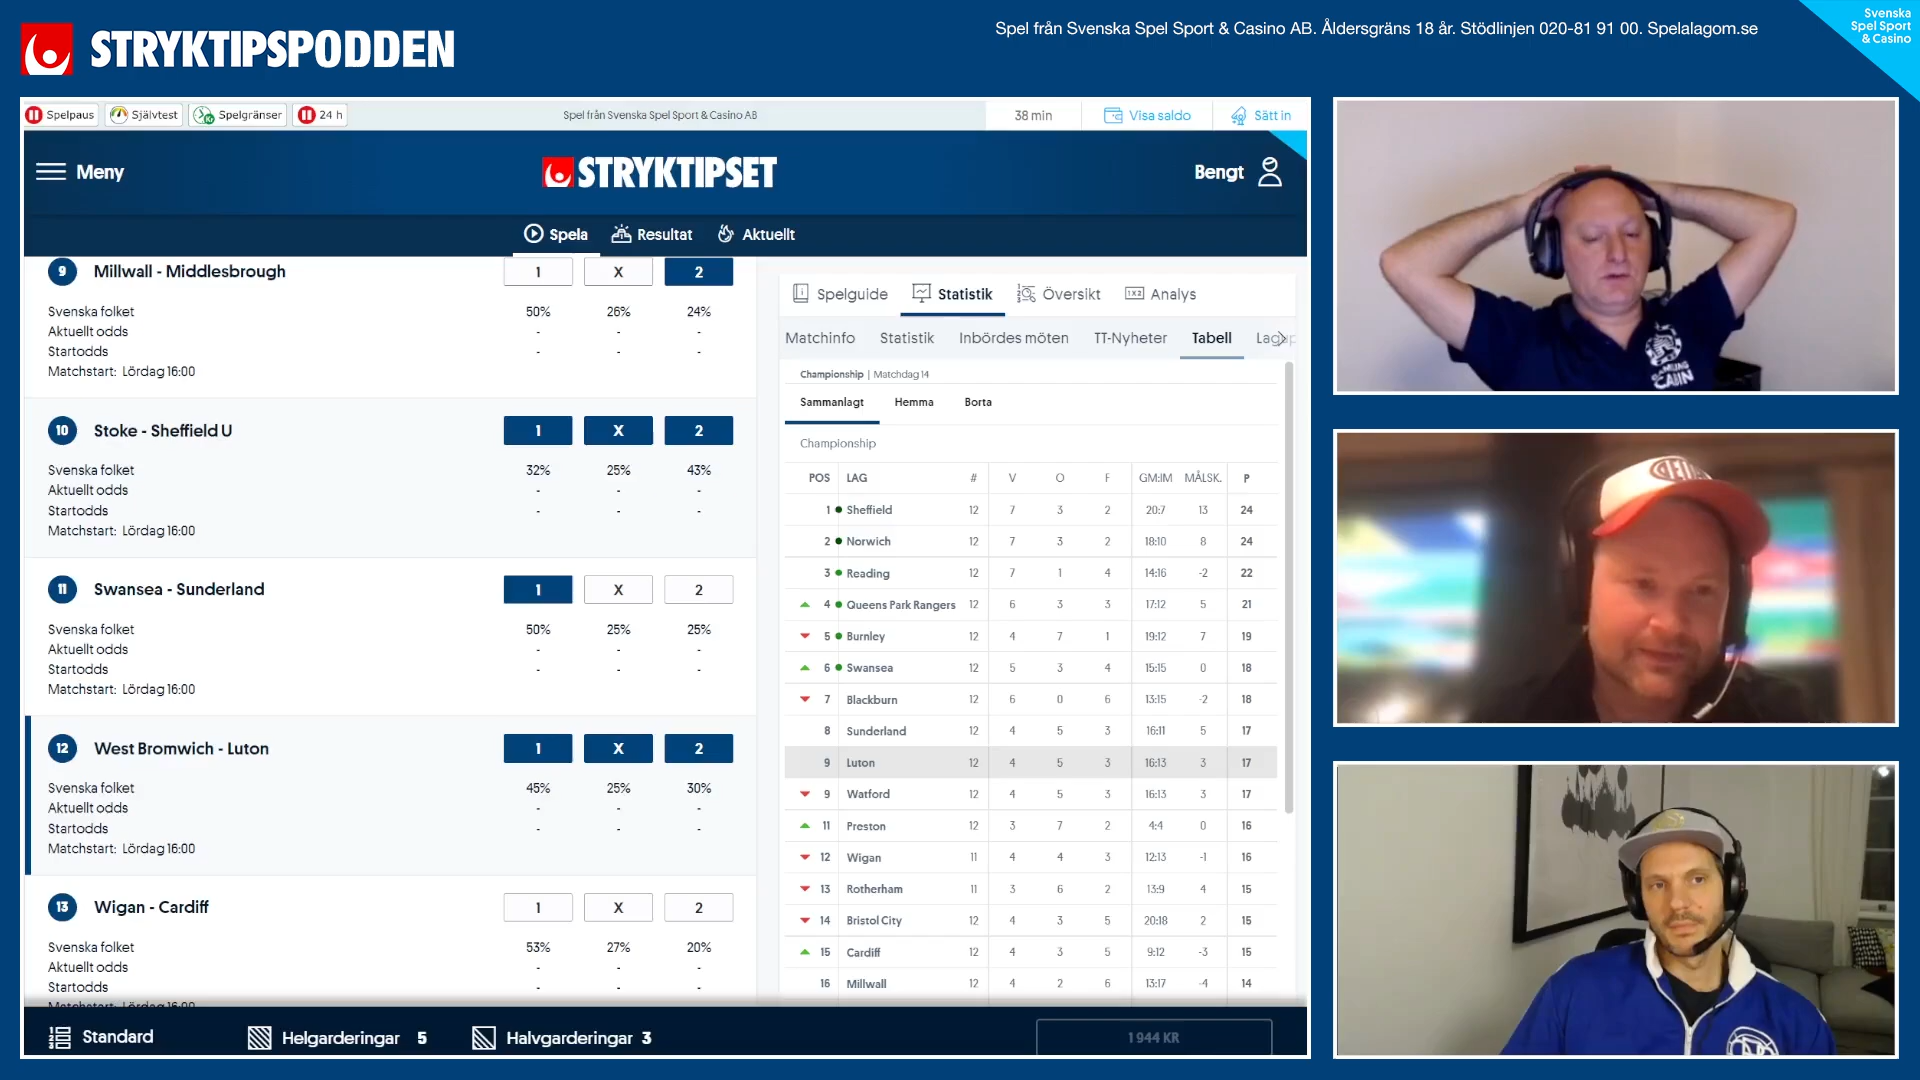 STRYKTIPSPODDEN
Spel från Svenska Spel Sport & Casino AB. Åldersgräns 18 år. Stödlinjen 020-81 91 00. Spelalagom.se
Svenska
Spel Sport
& Casino
Spelpaus
Självtest
Spelgränser
24 h
Spel från Svenska Spel Sport & Casino AB
38 min
Visa saldo
Sätt in
Meny
STRYKTIPSET
Bengt
Spela
Resultat
Aktuellt
9 Millwall - Middlesbrough 1 X 2
Svenska folket 50% 26% 24%
Aktuellt odds - - -
Startodds - - -
Matchstart: Lördag 16:00
10 Stoke - Sheffield U 1 X 2
Svenska folket 32% 25% 43%
Aktuellt odds - - -
Startodds - - -
Matchstart: Lördag 16:00
11 Swansea - Sunderland 1 X 2
Svenska folket 50% 25% 25%
Aktuellt odds - - -
Startodds - - -
Matchstart: Lördag 16:00
12 West Bromwich - Luton 1 X 2
Svenska folket 45% 25% 30%
Aktuellt odds - - -
Startodds - - -
Matchstart: Lördag 16:00
13 Wigan - Cardiff 1 X 2
Svenska folket 53% 27% 20%
Aktuellt odds - - -
Startodds - - -
Matchstart: Lördag 16:00
Spelguide Statistik Översikt Analys
Matchinfo Statistik Inbördes möten TT-Nyheter Tabell
Championship | Matchdag 14
Sammanlagt Hemma Borta
Championship
POS LAG # V O F GM:IM MÅLSK. P
1 Sheffield 12 7 3 2 20:7 13 24
2 Norwich 12 7 3 2 18:10 8 24
3 Reading 12 7 1 4 14:16 -2 22
4 Queens Park Rangers 12 6 3 3 17:12 5 21
5 Burnley 12 4 7 1 19:12 7 19
6 Swansea 12 5 3 4 15:15 0 18
7 Blackburn 12 6 0 6 13:15 -2 18
8 Sunderland 12 4 5 3 16:11 5 17
9 Luton 12 4 5 3 16:13 3 17
9 Watford 12 4 5 3 16:13 3 17
11 Preston 12 3 7 2 4:4 0 16
12 Wigan 11 4 4 3 12:13 -1 16
13 Rotherham 11 3 6 2 13:9 4 15
14 Bristol City 12 4 3 5 20:18 2 15
15 Cardiff 12 4 3 5 9:12 -3 15
16 Millwall 12 4 2 6 13:17 -4 14
Standard
Helgarderingar 5
Halvgarderingar 3
1 944 KR